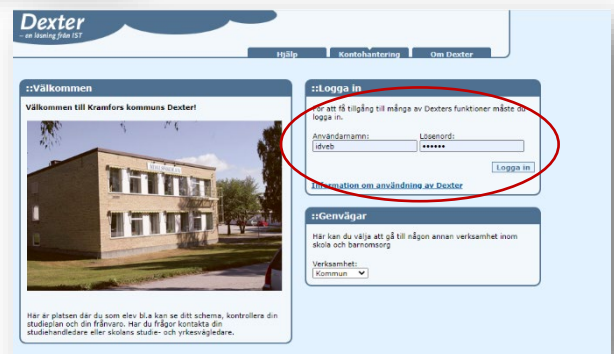 Dexter
– en lösning från IST
Hjälp Kontohantering Om Dexter
::Välkommen
Välkommen till Kramfors kommuns Dexter!
Här är platsen där du som elev bl.a kan se ditt schema, kontrollera din
studieplan och din frånvaro. Har du frågor kontakta din
studiehandledare eller skolans studie- och yrkesvägledare.
::Logga in
För att få tillgång till många av Dexters funktioner måste du
logga in.
Användarnamn: Lösenord:
idveb ••••••
Logga in
Information om användning av Dexter
::Genvägar
Här kan du välja att gå till någon annan verksamhet inom
skola och barnomsorg
Verksamhet:
Kommun